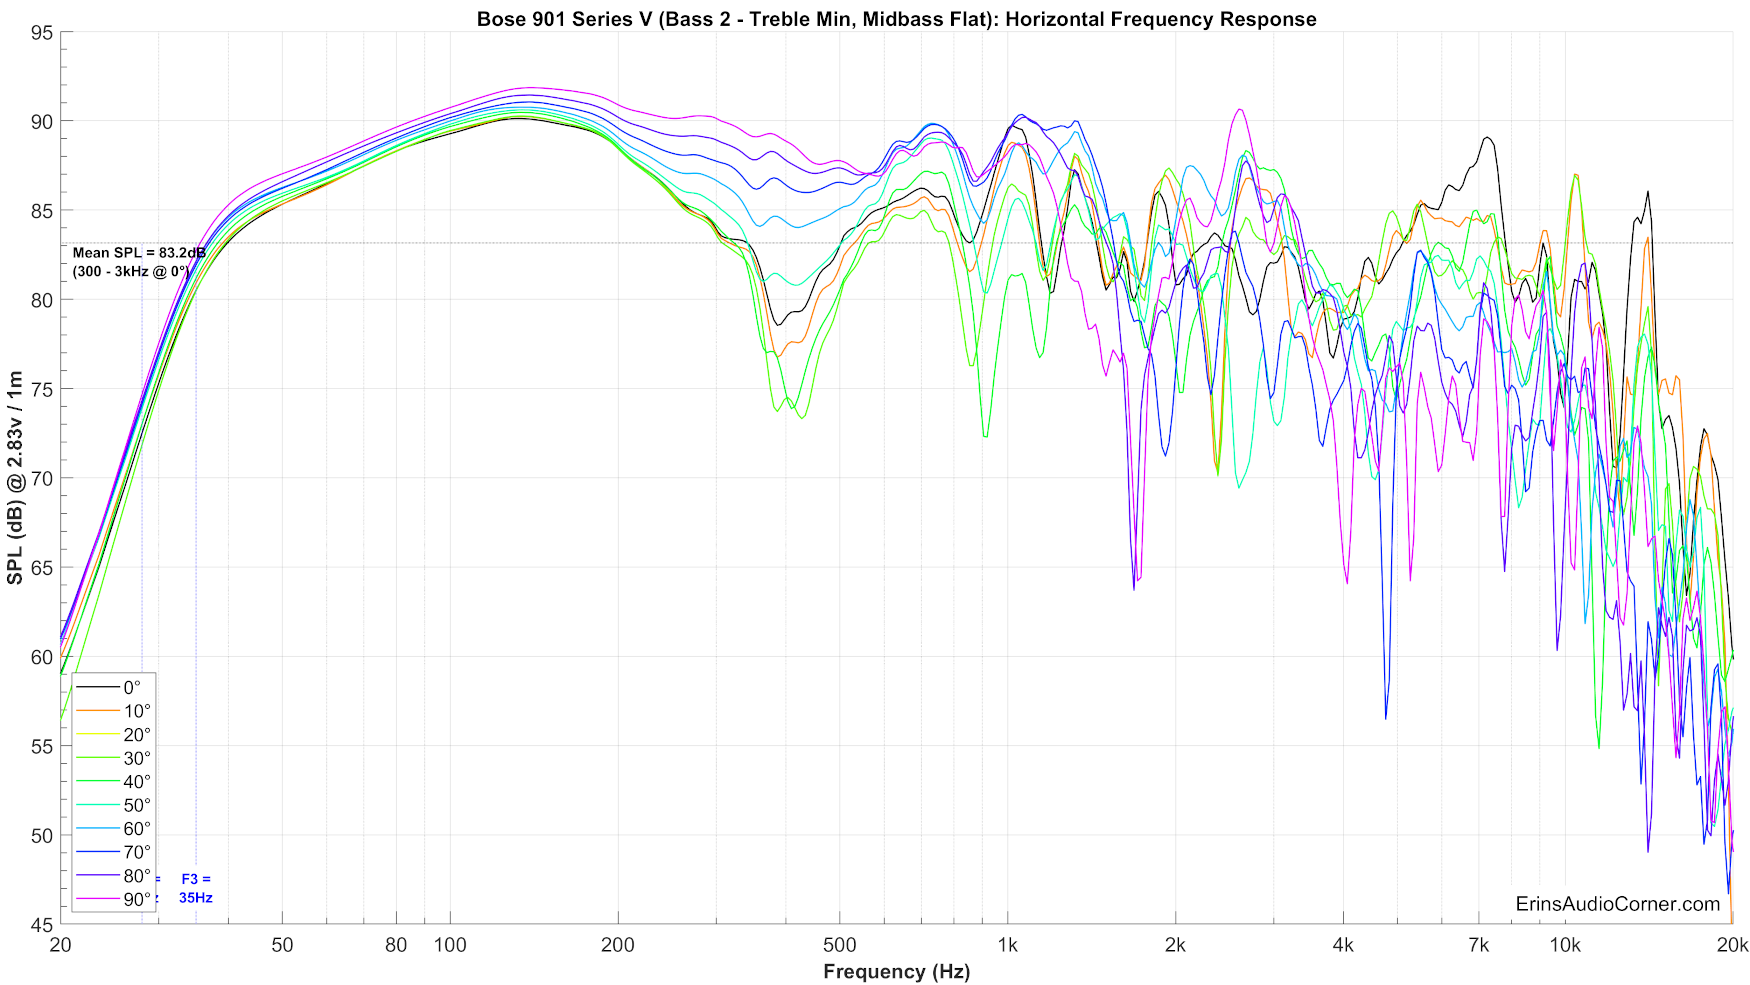 Bose 901 Series V (Bass 2 - Treble Min, Midbass Flat): Horizontal Frequency Response
95
90
85
80
75
70
65
60
55
50
45
SPL (dB) @ 2.83v / 1m
Mean SPL = 83.2dB
(300 - 3kHz @ 0°)
0°
10°
20°
30°
40°
50°
60°
70°
80°
90°
=
z
F3 =
35Hz
ErinsAudioCorner.com
20 50 80 100 200 500 1k 2k 4k 7k 10k 20k
Frequency (Hz)